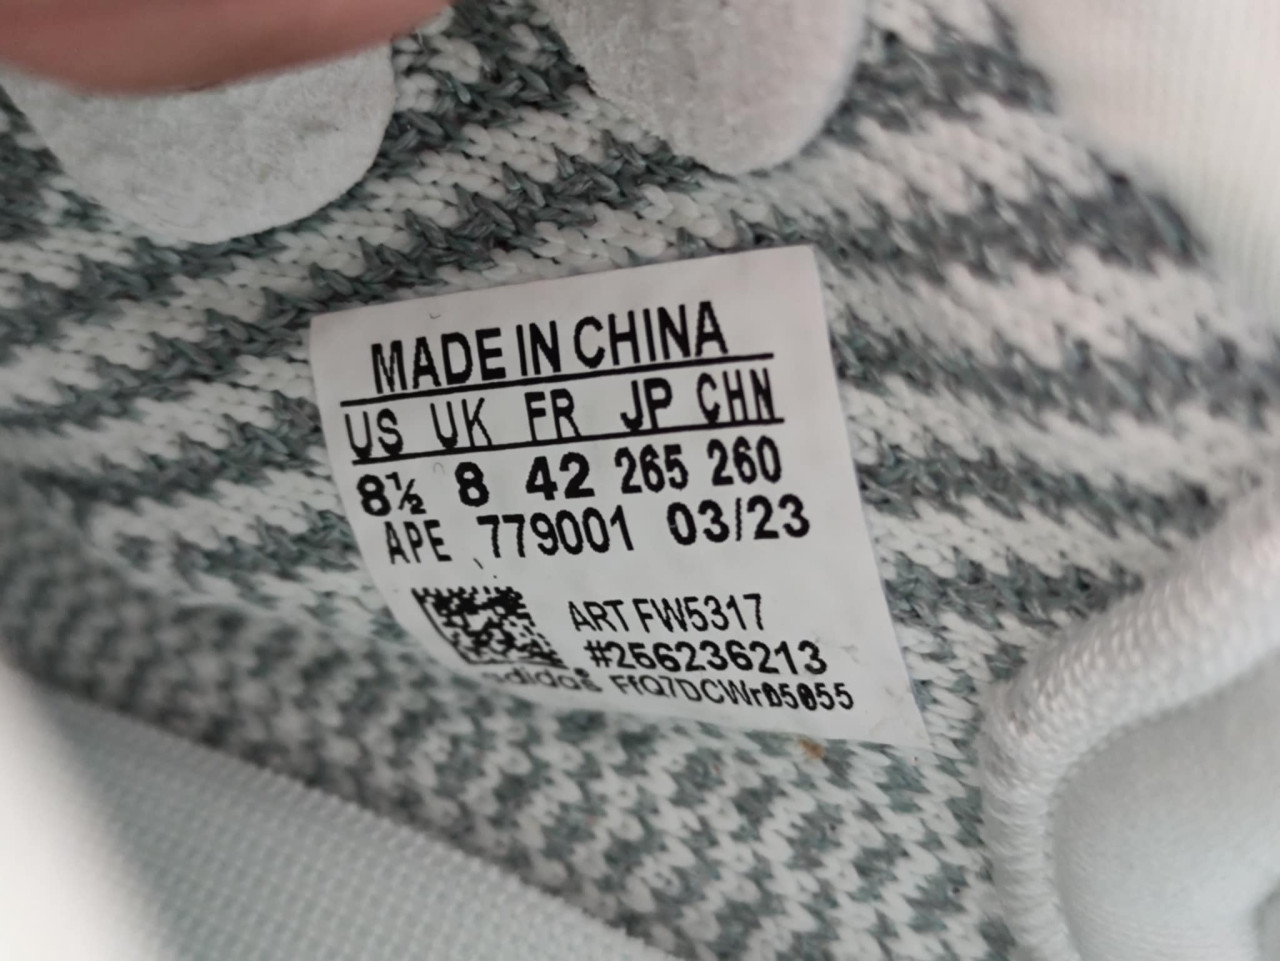 MADE IN CHINA
US UK FR JP CHN
8½ 8 42 265 260
APE 779001 03/23
ART FW5317
#256236213
adidas FfQ7DCWr05055